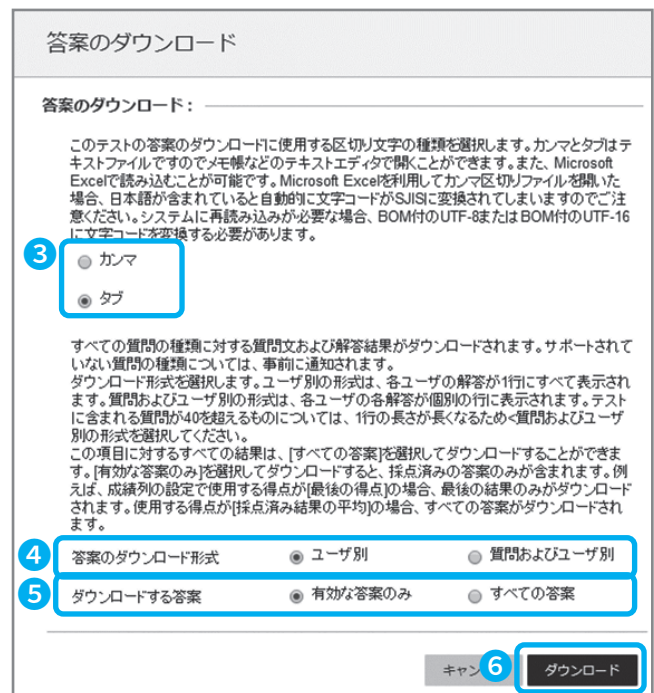 答案のダウンロード
答案のダウンロード：
このテストの答案のダウンロードに使用する区切り文字の種類を選択します。カンマとタブはテ
キストファイルですのでメモ帳などのテキストエディタで開くことができます。また、Microsoft
Excelで読み込むことが可能です。Microsoft Excelを利用してカンマ区切りファイルを開いた
場合、日本語が含まれていると自動的に文字コードがSJISに変換されてしまいますのでご注
意ください。システムに再読み込みが必要な場合、BOM付のUTF-8またはBOM付のUTF-16
に文字コードを変換する必要があります。
3
カンマ
タブ
すべての質問の種類に対する質問文および解答結果がダウンロードされます。サポートされて
いない質問の種類については、事前に通知されます。
ダウンロード形式を選択します。ユーザ別の形式は、各ユーザの解答が1行にすべて表示され
ます。質問およびユーザ別の形式は、各ユーザの各解答が個別の行に表示されます。テスト
に含まれる質問が40を超えるものについては、1行の長さが長くなるため<質問およびユーザ
別の形式を選択してください。
この項目に対するすべての結果は、[すべての答案]を選択してダウンロードすることができま
す。[有効な答案のみ]を選択してダウンロードすると、採点済みの答案のみが含まれます。例
えば、成績列の設定で使用する得点が[最後の得点]の場合、最後の結果のみがダウンロード
されます。使用する得点が[採点済み結果の平均]の場合、すべての答案がダウンロードされ
ます。
4 答案のダウンロード形式 ユーザ別 質問およびユーザ別
5 ダウンロードする答案 有効な答案のみ すべての答案
キャン 6 ダウンロード